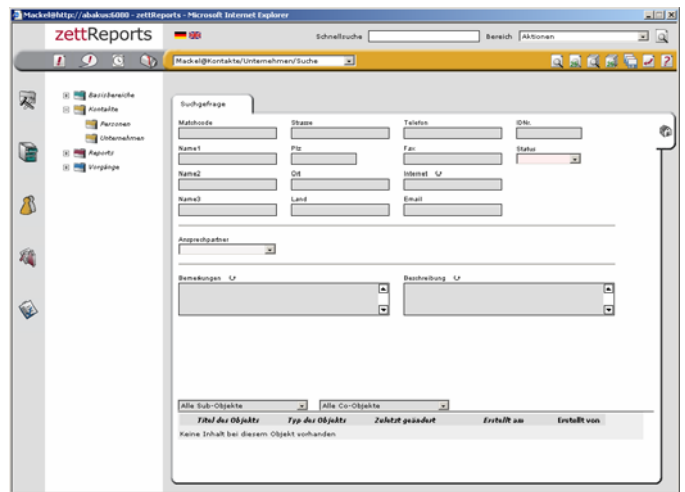 Mackel@http://abakus:6080 - zettReports - Microsoft Internet Explorer
zettReports
Schnellsuche
Bereich Aktionen
Mackel@Kontakte/Unternehmen/Suche
Basisbereiche
Kontakte
Personen
Unternehmen
Reports
Vorgänge
Suchgefrage
Matchcode Strasse Telefon IDNr.
Name1 Plz Fax Status
Name2 Ort Internet
Name3 Land Email
Ansprechpartner
Bemerkungen Beschreibung
Alle Sub-Objekte Alle Co-Objekte
Titel des Objekts Typ des Objekts Zuletzt geändert Erstellt am Erstellt von
Keine Inhalt bei diesem Objekt vorhanden